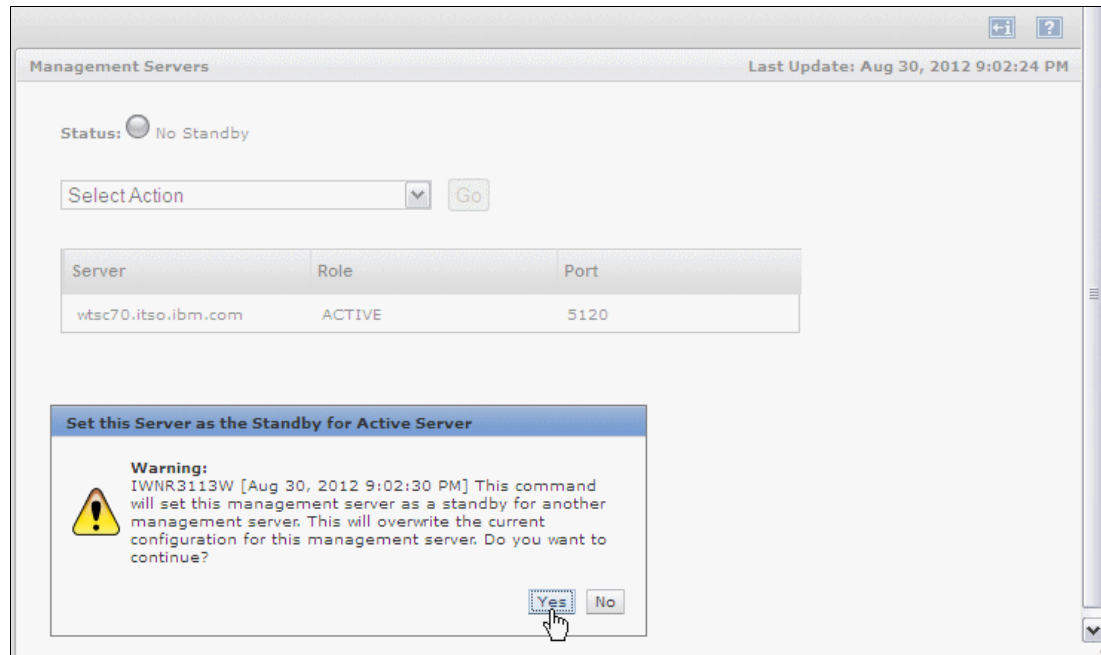 Management Servers Last Update: Aug 30, 2012 9:02:24 PM
Status: No Standby
Select Action Go
Server Role Port
wtsc70.itso.ibm.com ACTIVE 5120
Set this Server as the Standby for Active Server
Warning:
IWNR3113W [Aug 30, 2012 9:02:30 PM] This command
will set this management server as a standby for another
management server. This will overwrite the current
configuration for this management server. Do you want to
continue?
Yes No